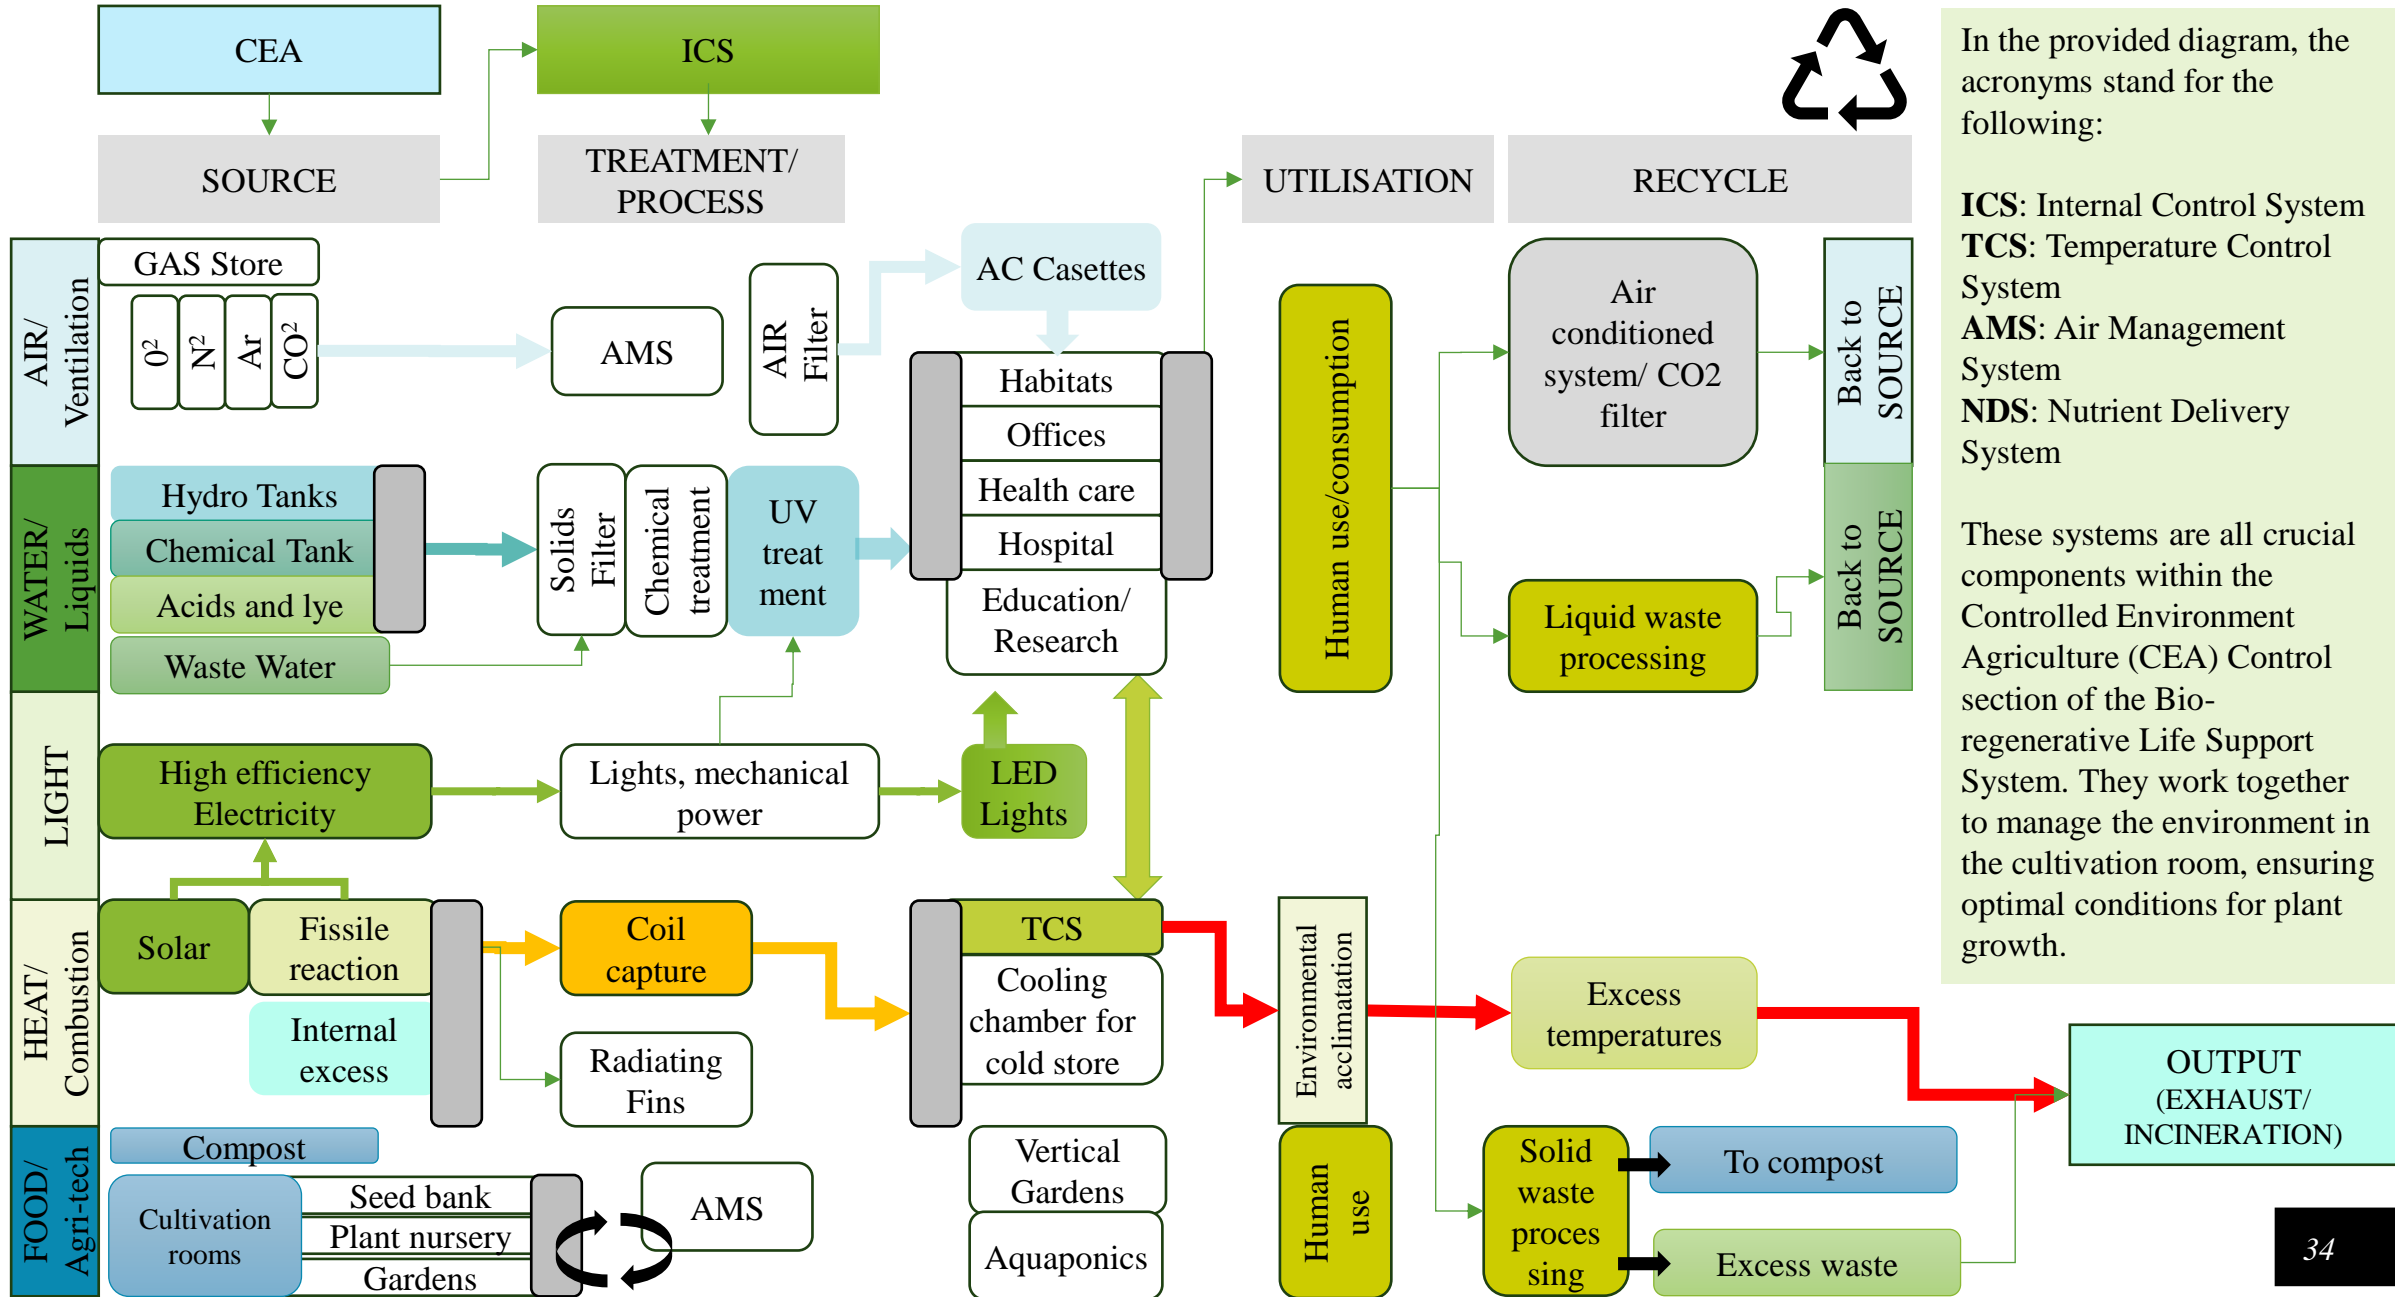 CEA
ICS
SOURCE
TREATMENT/
PROCESS
UTILISATION
RECYCLE
AIR/
Ventilation
GAS Store
0²
N²
Ar
CO²
AMS
AIR
Filter
AC Casettes
Habitats
Offices
Health care
Hospital
Education/
Research
Human use/consumption
Air
conditioned
system/ CO2
filter
Back to
SOURCE
WATER/
Liquids
Hydro Tanks
Chemical Tank
Acids and lye
Waste Water
Solids
Filter
Chemical
treatment
UV
treat
ment
Liquid waste
processing
Back to
SOURCE
LIGHT
High efficiency
Electricity
Lights, mechanical
power
LED
Lights
HEAT/
Combustion
Solar
Fissile
reaction
Internal
excess
Coil
capture
Radiating
Fins
TCS
Cooling
chamber for
cold store
Environmental
acclimatation
Excess
temperatures
OUTPUT
(EXHAUST/
INCINERATION)
FOOD/
Agri-tech
Compost
Cultivation
rooms
Seed bank
Plant nursery
Gardens
AMS
Vertical
Gardens
Aquaponics
Human
use
Solid
waste
proces
sing
To compost
Excess waste
In the provided diagram, the
acronyms stand for the
following:
ICS: Internal Control System
TCS: Temperature Control
System
AMS: Air Management
System
NDS: Nutrient Delivery
System
These systems are all crucial
components within the
Controlled Environment
Agriculture (CEA) Control
section of the Bio-
regenerative Life Support
System. They work together
to manage the environment in
the cultivation room, ensuring
optimal conditions for plant
growth.
34